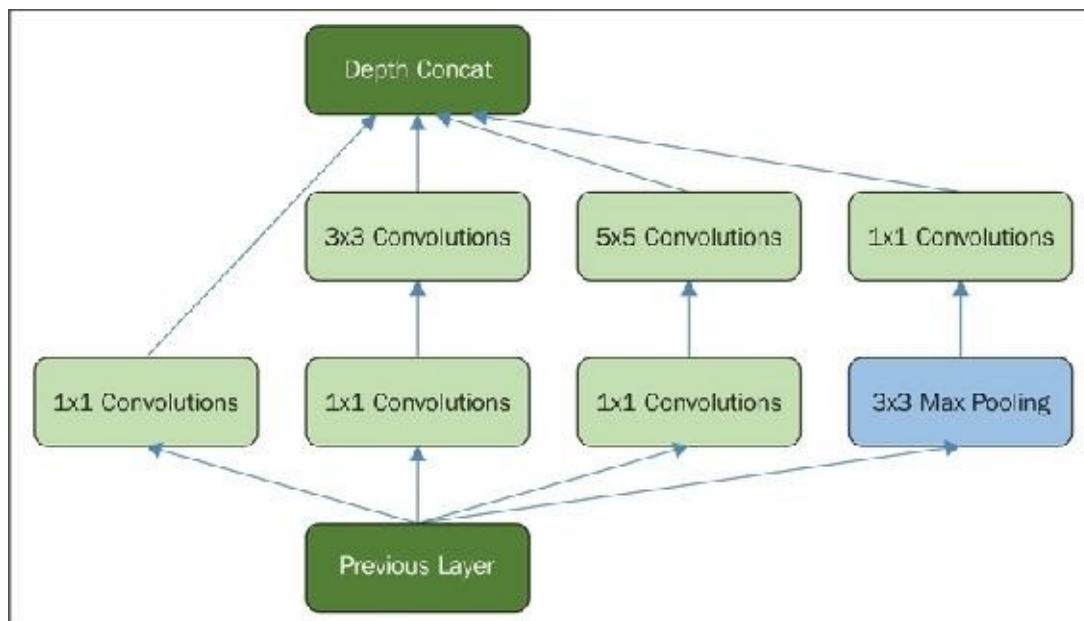 Depth Concat
3x3 Convolutions
5x5 Convolutions
1x1 Convolutions
1x1 Convolutions
1x1 Convolutions
1x1 Convolutions
3x3 Max Pooling
Previous Layer